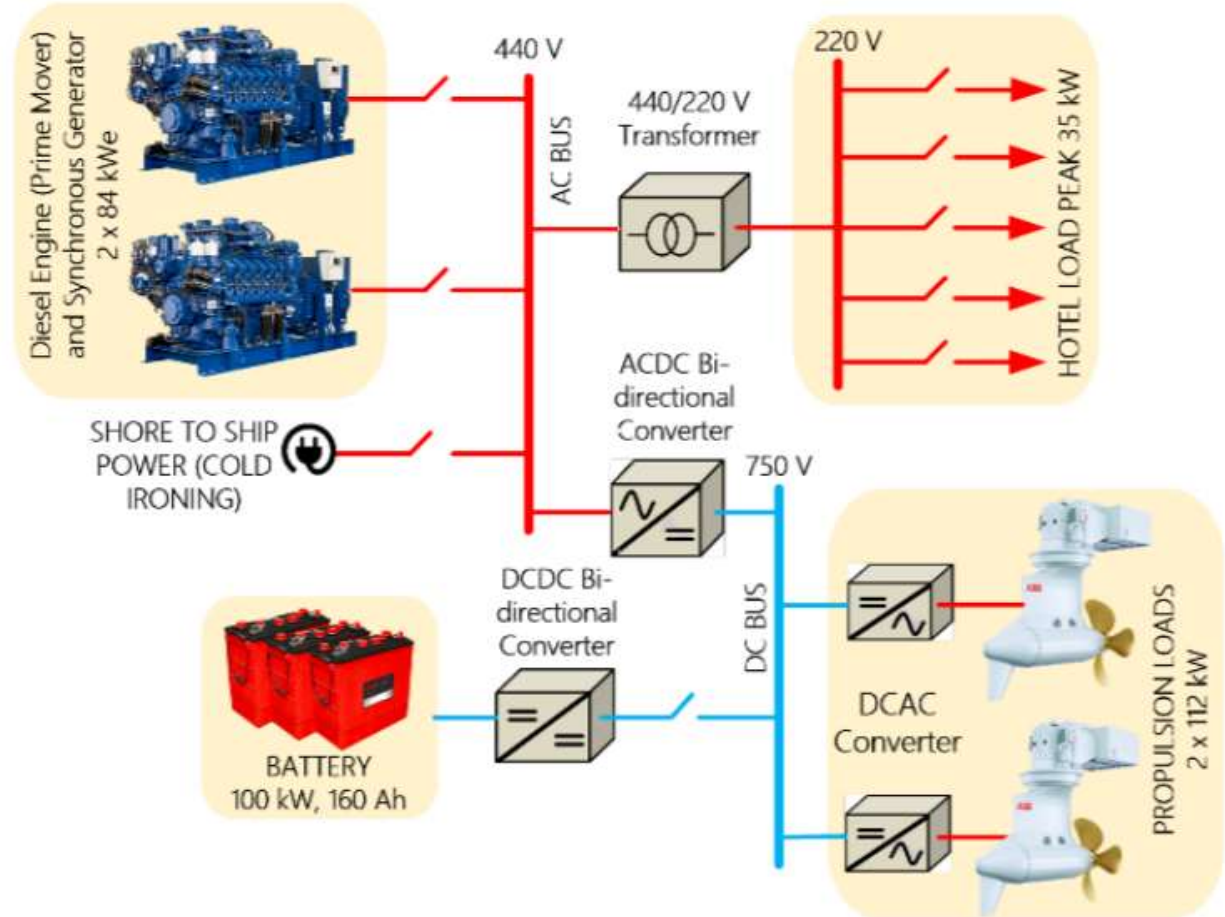 Diesel Engine (Prime Mover)
and Synchronous Generator
2 x 84 kWe
440 V
AC BUS
440/220 V
Transformer
220 V
HOTEL LOAD PEAK 35 kW
SHORE TO SHIP
POWER (COLD
IRONING)
ACDC Bi-
directional
Converter
750 V
DC BUS
DCDC Bi-
directional
Converter
BATTERY
100 kW, 160 Ah
DCAC
Converter
PROPULSION LOADS
2 x 112 kW
ABB
ABB